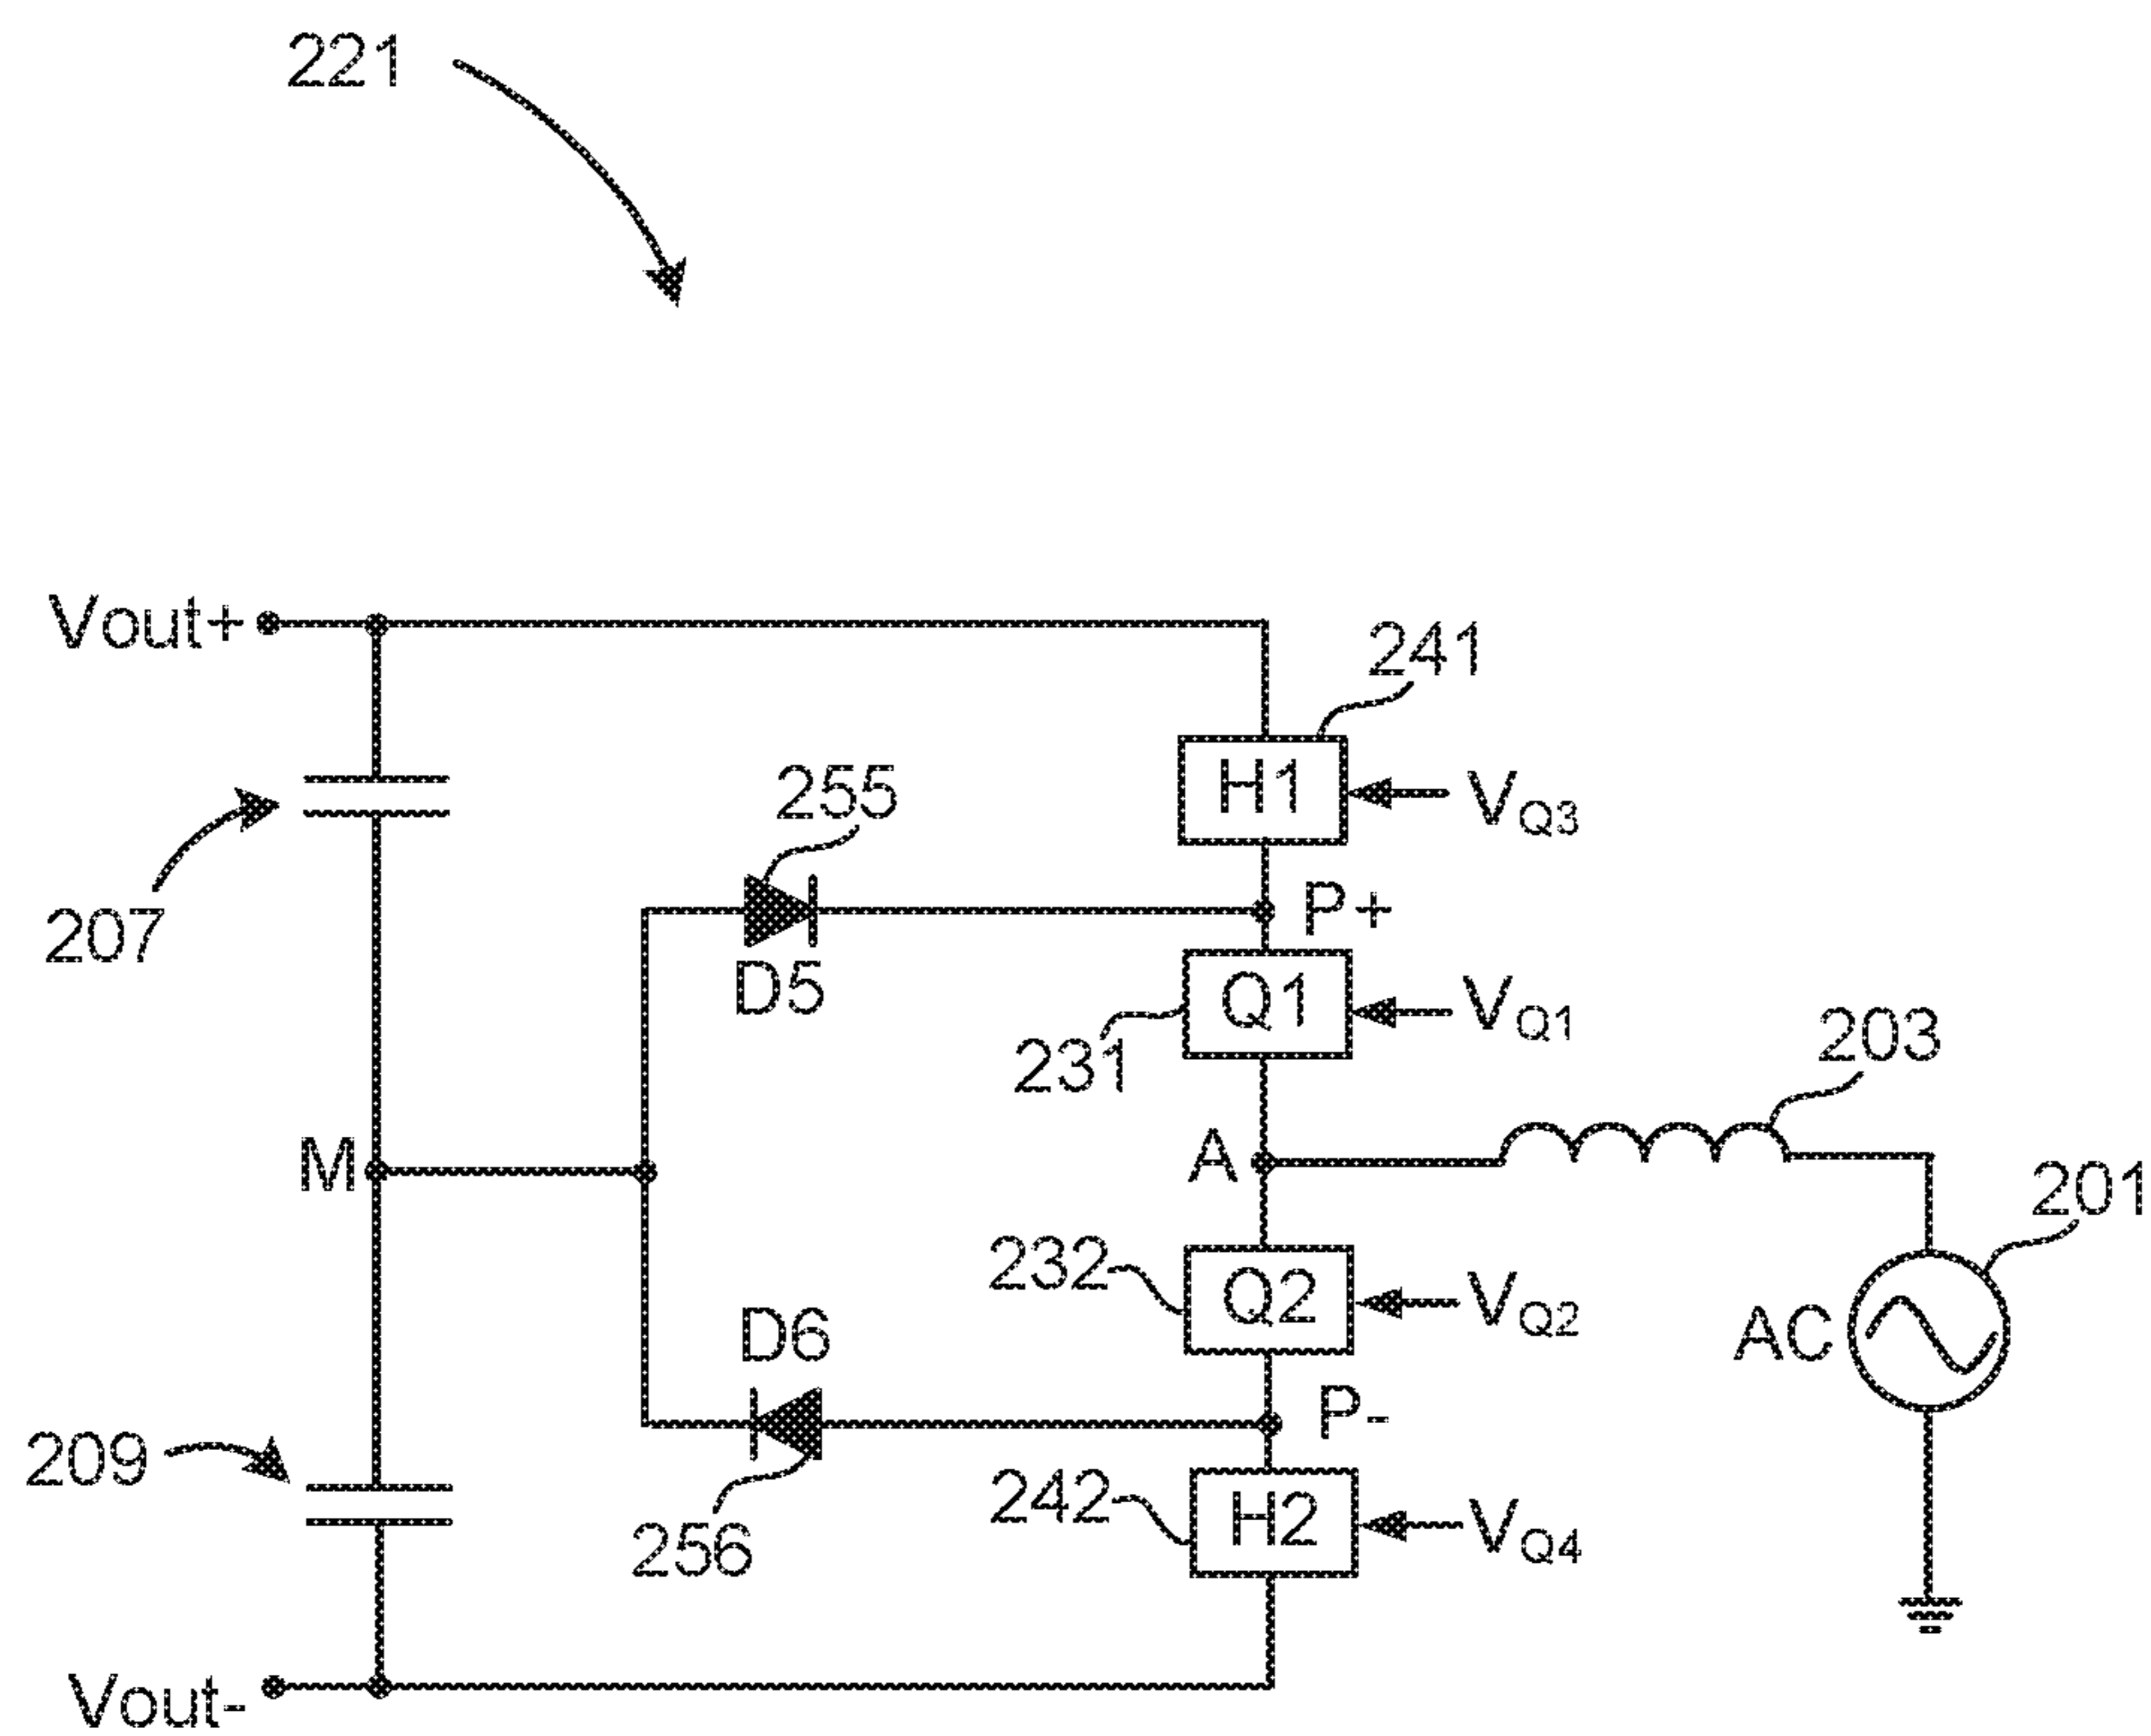 221
Vout+
241
H1
VQ3
255
207
P+
D5
Q1
VQ1
231
203
M
A
201
232
Q2
VQ2
D6
AC
P-
209
242
H2
VQ4
256
Vout-